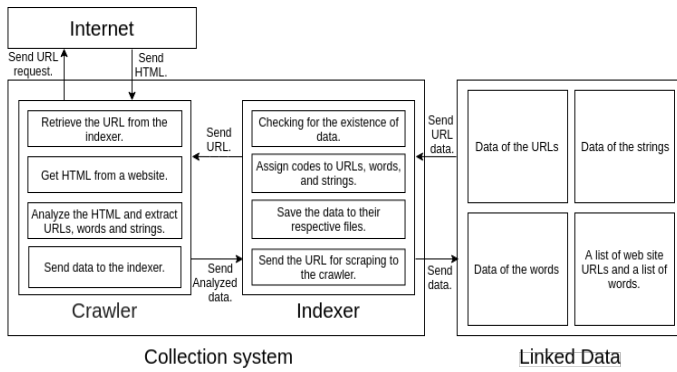 Internet
Send URL
request.
Send
HTML.
Retrieve the URL from the
indexer.
Get HTML from a website.
Analyze the HTML and extract
URLs, words and strings.
Send data to the indexer.
Crawler
Send
URL.
Send
Analyzed
data.
Checking for the existence of
data.
Assign codes to URLs, words,
and strings.
Save the data to their
respective files.
Send the URL for scraping to
the crawler.
Indexer
Collection system
Send
URL
data.
Send
data.
Data of the URLs
Data of the strings
Data of the words
A list of web site
URLs and a list of
words.
Linked Data